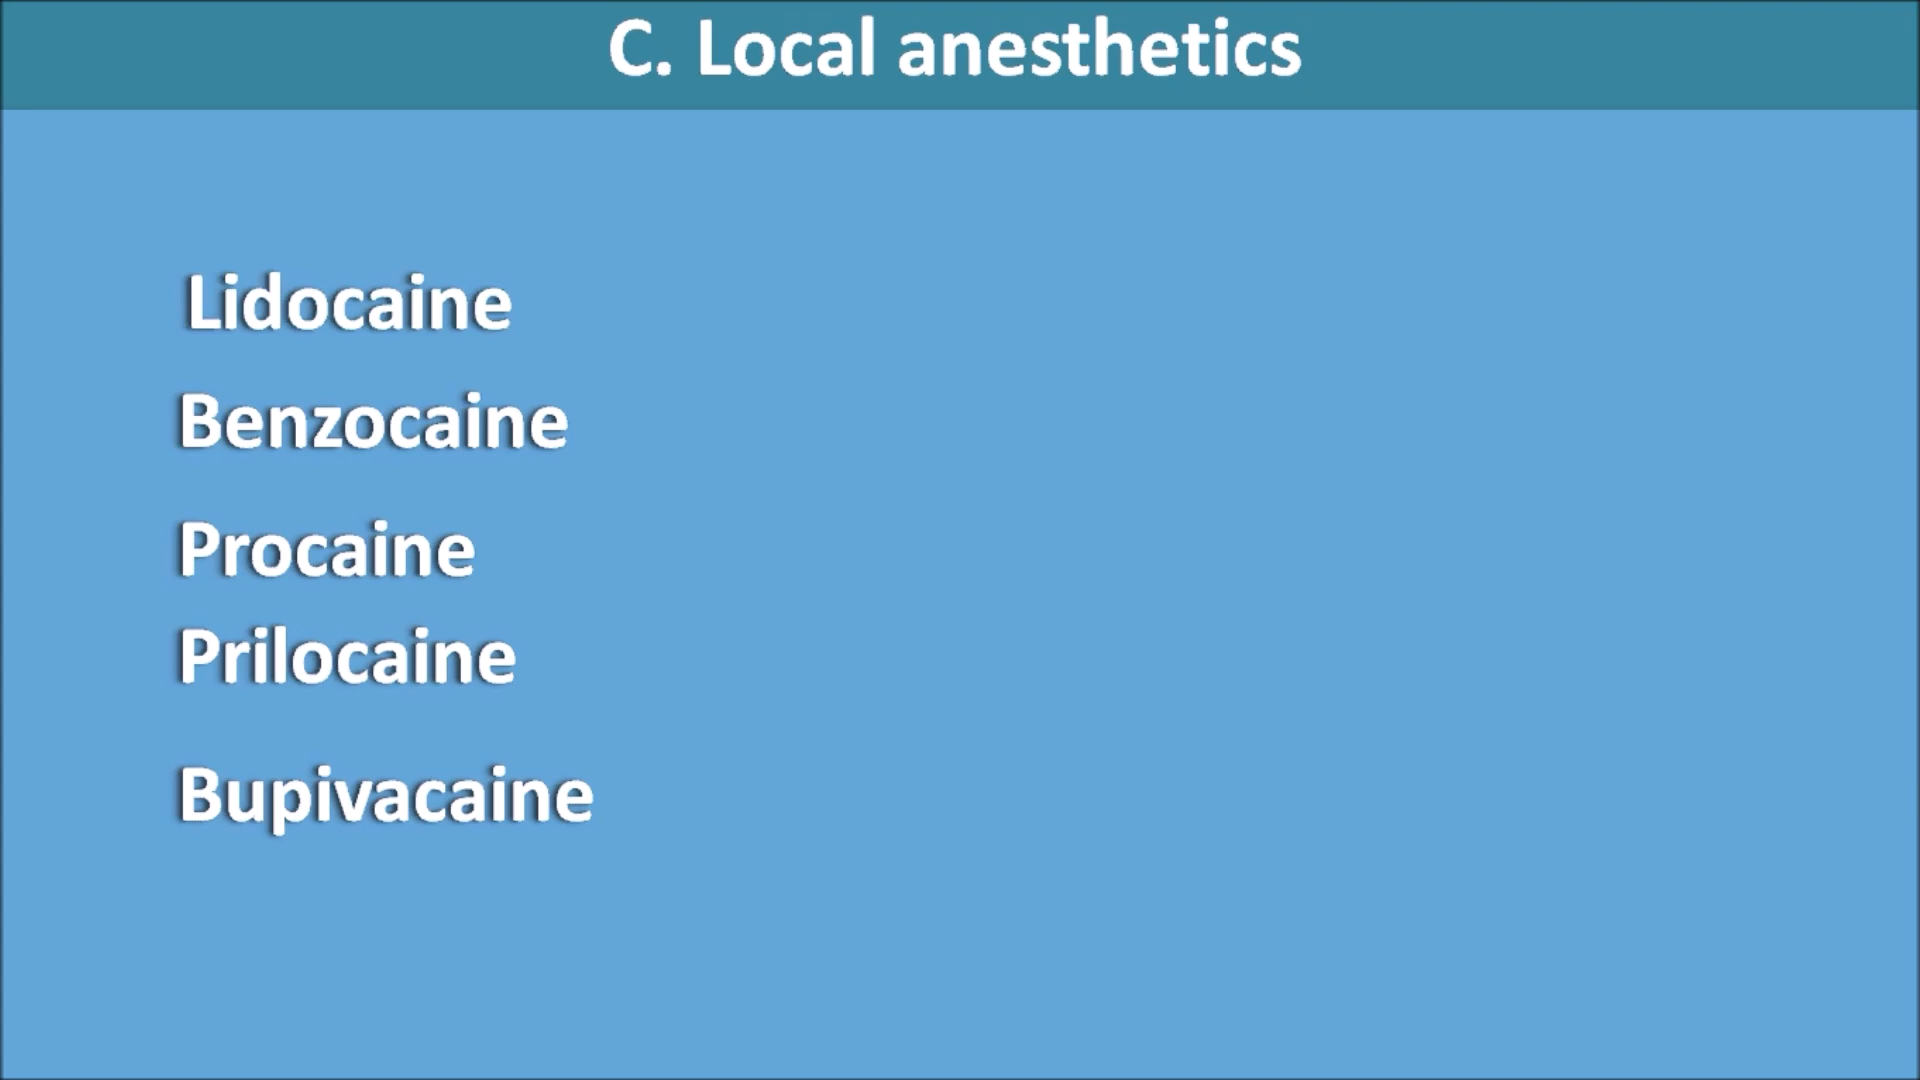 C. Local anesthetics
Lidocaine
Benzocaine
Procaine
Prilocaine
Bupivacaine